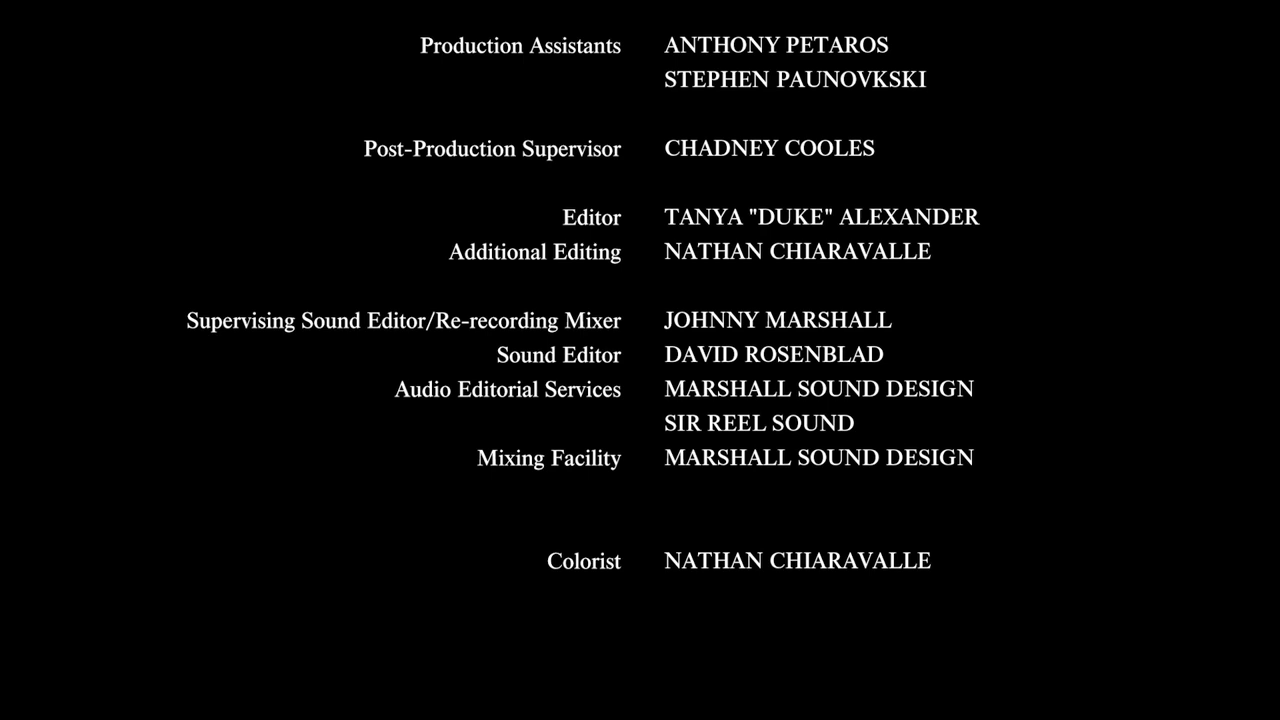 Production Assistants ANTHONY PETAROS
STEPHEN PAUNOVKSKI
Post-Production Supervisor CHADNEY COOLES
Editor TANYA "DUKE" ALEXANDER
Additional Editing NATHAN CHIARAVALLE
Supervising Sound Editor/Re-recording Mixer JOHNNY MARSHALL
Sound Editor DAVID ROSENBLAD
Audio Editorial Services MARSHALL SOUND DESIGN
SIR REEL SOUND
Mixing Facility MARSHALL SOUND DESIGN
Colorist NATHAN CHIARAVALLE